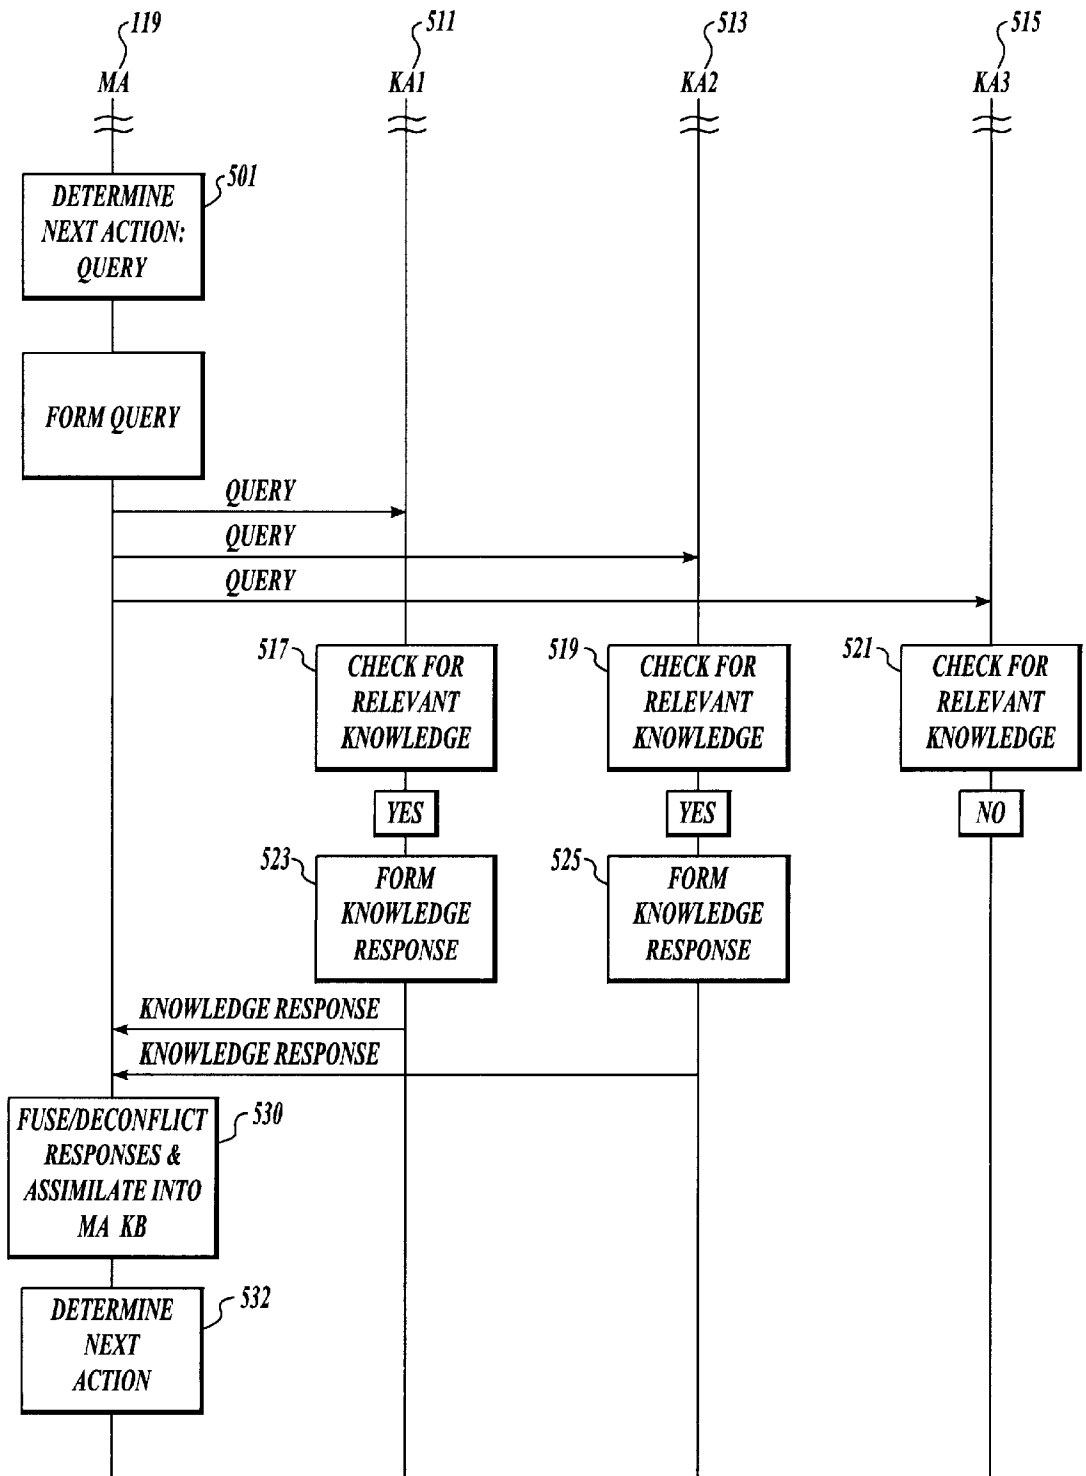 119
511
513
515
MA
KA1
KA2
KA3
501
DETERMINE
NEXT ACTION:
QUERY
FORM QUERY
QUERY
QUERY
QUERY
517
CHECK FOR
RELEVANT
KNOWLEDGE
519
CHECK FOR
RELEVANT
KNOWLEDGE
521
CHECK FOR
RELEVANT
KNOWLEDGE
YES
YES
NO
523
FORM
KNOWLEDGE
RESPONSE
525
FORM
KNOWLEDGE
RESPONSE
KNOWLEDGE RESPONSE
KNOWLEDGE RESPONSE
FUSE/DECONFLICT
RESPONSES &
ASSIMILATE INTO
MA KB
530
DETERMINE
NEXT
ACTION
532